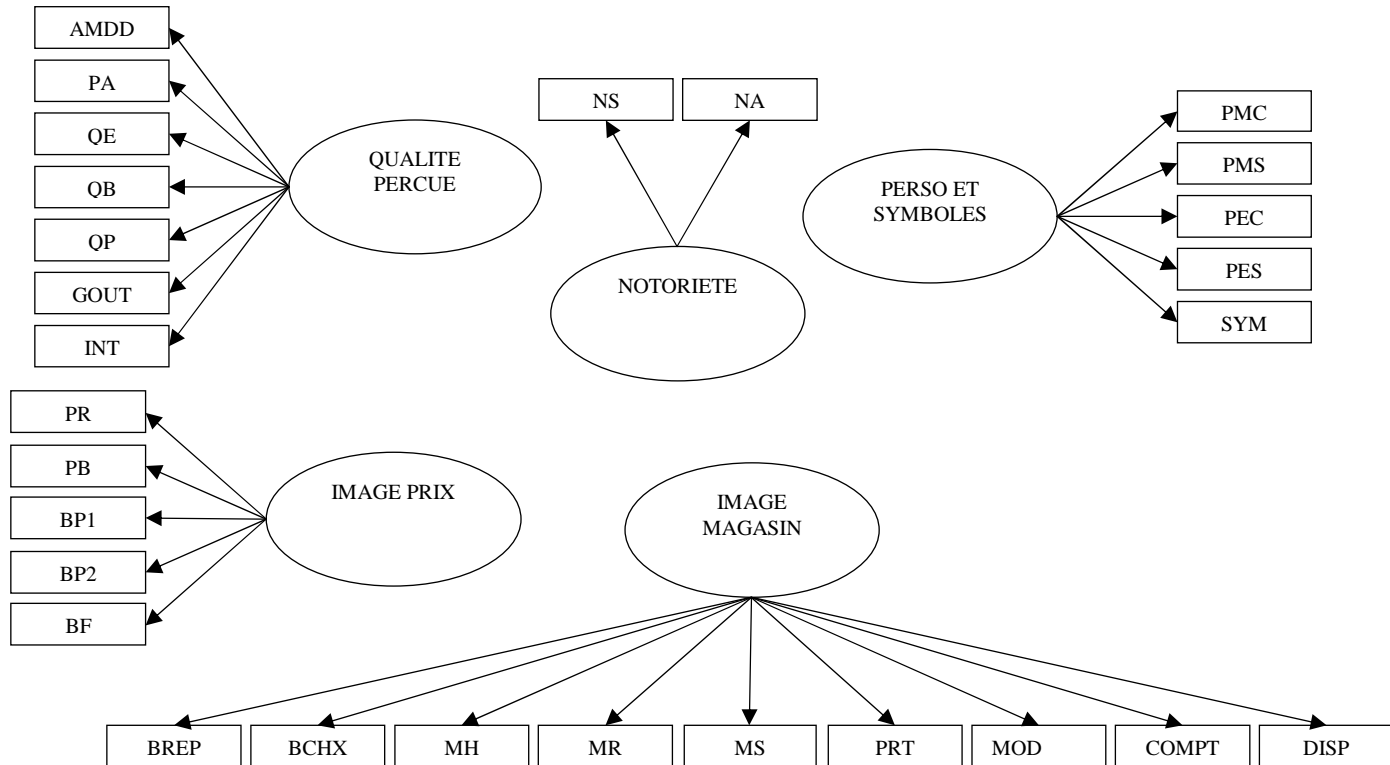 AMDD
PA
QE
QB
QP
GOUT
INT
QUALITE
PERCUE
NS
NA
NOTORIETE
PERSO ET
SYMBOLES
PMC
PMS
PEC
PES
SYM
PR
PB
BP1
BP2
BF
IMAGE PRIX
IMAGE
MAGASIN
BREP
BCHX
MH
MR
MS
PRT
MOD
COMPT
DISP